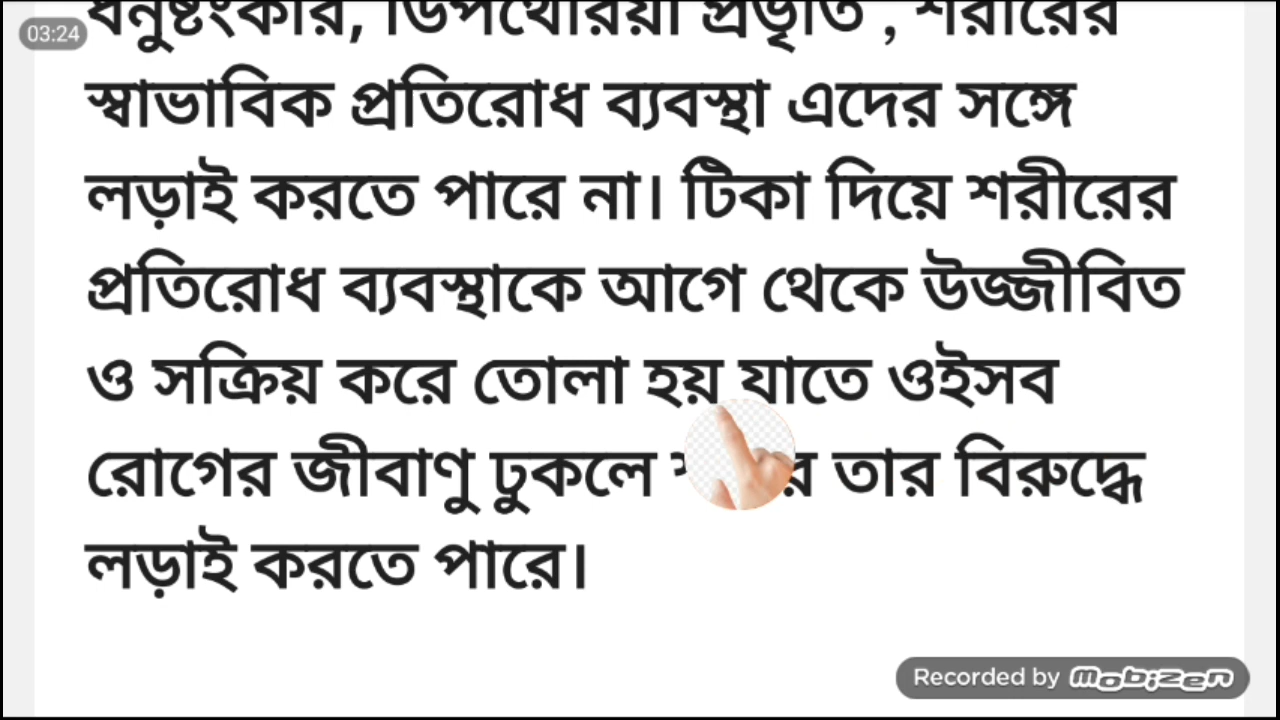 03:24
ধনুষ্টংকার, ডিপথেরিয়া প্রভৃতি , শরীরের
স্বাভাবিক প্রতিরোধ ব্যবস্থা এদের সঙ্গে
লড়াই করতে পারে না। টিকা দিয়ে শরীরের
প্রতিরোধ ব্যবস্থাকে আগে থেকে উজ্জীবিত
ও সক্রিয় করে তোলা হয় যাতে ওইসব
রোগের জীবাণু ঢুকলে তার বিরুদ্ধে
লড়াই করতে পারে।
Recorded by mobizen